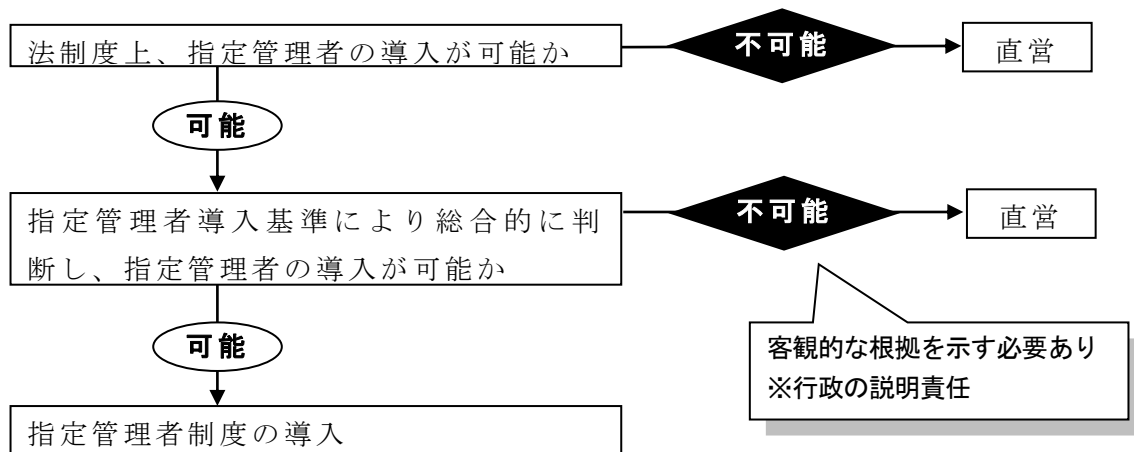 法制度上、指定管理者の導入が可能か
不可能
直営
可能
指定管理者導入基準により総合的に判
断し、指定管理者の導入が可能か
不可能
直営
客観的な根拠を示す必要あり
※行政の説明責任
可能
指定管理者制度の導入